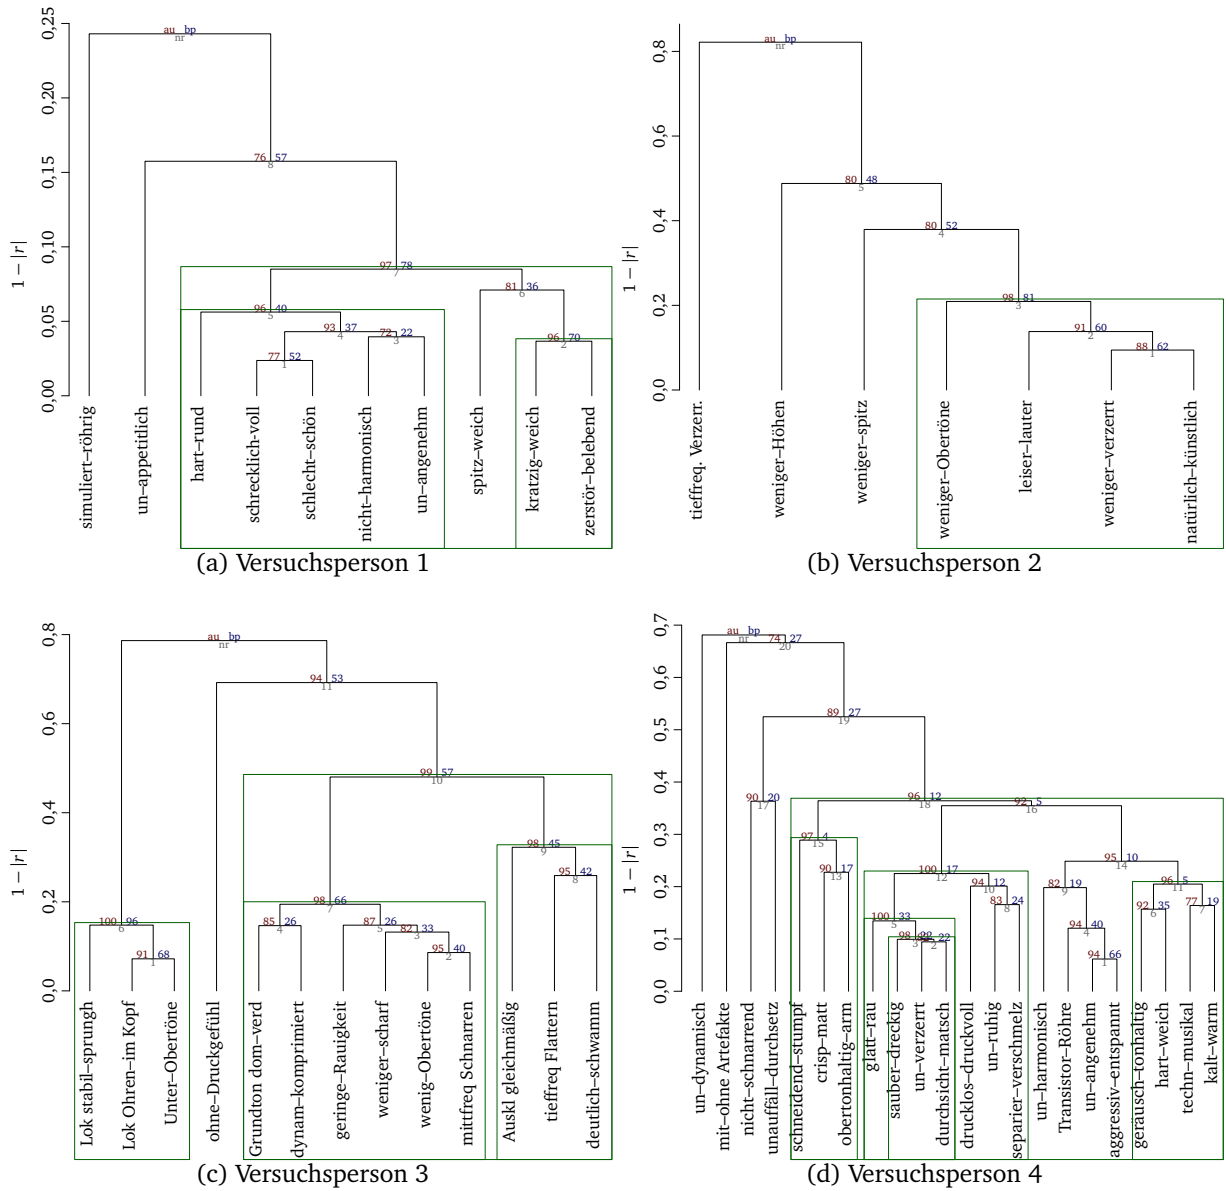 0,25
0,20
0,15
0,10
0,05
0,00
1 − |r|
au bp
nr
76 57
8
97 78
7
81 36
6
96 40
5
93 37
4
72 22
3
96 70
2
77 52
1
simuliert–röhrig
un–appetitlich
hart–rund
schrecklich-voll
schlecht–schön
nicht–harmonisch
un–angenehm
spitz–weich
kratzig–weich
zerstör–belebend
(a) Versuchsperson 1
0,8
0,6
0,4
0,2
0,0
1 − |r|
au bp
nr
80 48
5
80 52
4
98 81
3
91 60
2
88 62
1
tieffreq. Verzerr.
weniger–Höhen
weniger–spitz
weniger–Obertöne
leiser–lauter
weniger–verzerrt
natürlich–künstlich
(b) Versuchsperson 2
0,8
0,6
0,4
0,2
0,0
1 − |r|
au bp
nr
94 53
11
99 57
10
98 45
9
95 42
8
98 66
7
100 96
6
87 26
5
85 26
4
82 33
3
95 40
2
91 68
1
Lok stabil–sprungh
Lok Ohren–im Kopf
Unter–Obertöne
ohne–Druckgefühl
Grundton dom–verd
dynam–komprimiert
geringe–Rauigkeit
weniger–scharf
wenig–Obertöne
mittfreq Schnarren
Auskl gleichmäßig
tieffreq Flattern
deutlich–schwamm
(c) Versuchsperson 3
0,7
0,6
0,5
0,4
0,3
0,2
0,1
0,0
1 − |r|
au bp
nr
74 27
20
89 27
19
96 12
18
90 20
17
92 5
16
97 4
15
95 10
14
90 17
13
100 17
12
96 5
11
94 12
10
82 19
9
83 24
8
77 19
7
92 35
6
100 33
5
94 40
4
98
3
22
2
94 66
1
un–dynamisch
mit–ohne Artefakte
nicht–schnarrend
unauffäll–durchsetz
schneidend–stumpf
crisp–matt
obertonhaltig–arm
glatt–rau
sauber–dreckig
un–verzerrt
durchsicht–matsch
drucklos–druckvoll
un–ruhig
separier–verschmelz
un–harmonisch
Transistor–Röhre
un–angenehm
aggressiv–entspannt
geräusch–tonhaltig
hart–weich
techn–musikal
kalt–warm
(d) Versuchsperson 4